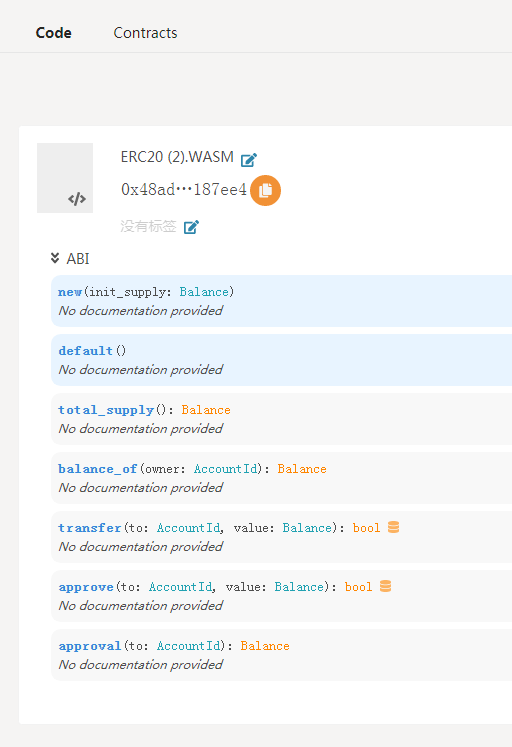 Code Contracts
ERC20 (2).WASM
0x48ad···187ee4
没有标签
ABI
new(init_supply: Balance)
No documentation provided
default()
No documentation provided
total_supply(): Balance
No documentation provided
balance_of(owner: AccountId): Balance
No documentation provided
transfer(to: AccountId, value: Balance): bool
No documentation provided
approve(to: AccountId, value: Balance): bool
No documentation provided
approval(to: AccountId): Balance
No documentation provided